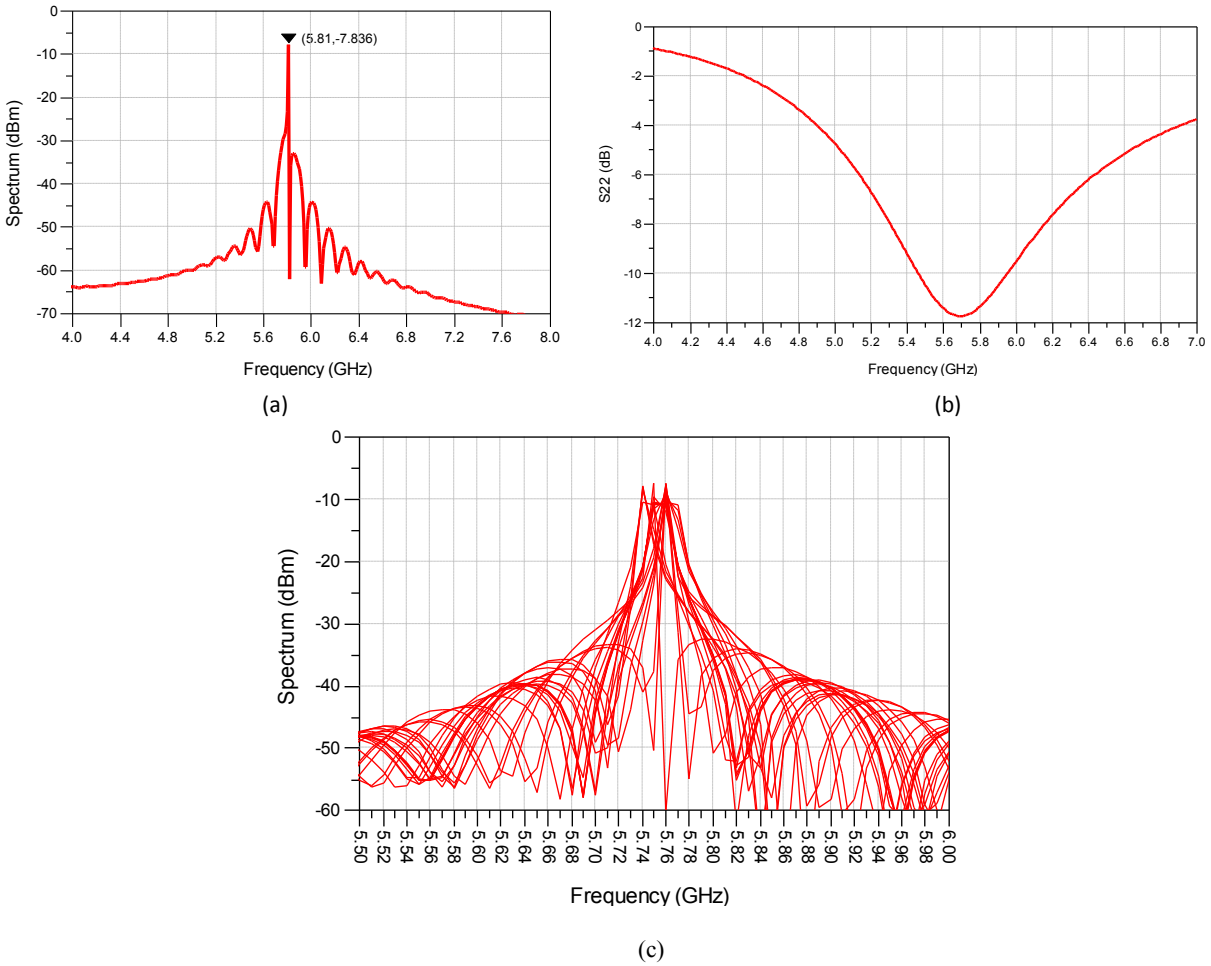 0
-10
-20
-30
-40
-50
-60
-70
Spectrum (dBm)
(5.81,-7.836)
4.0 4.4 4.8 5.2 5.6 6.0 6.4 6.8 7.2 7.6 8.0
Frequency (GHz)
(a)
0
-2
-4
-6
-8
-10
-12
S22 (dB)
4.0 4.2 4.4 4.6 4.8 5.0 5.2 5.4 5.6 5.8 6.0 6.2 6.4 6.6 6.8 7.0
Frequency (GHz)
(b)
0
-10
-20
-30
-40
-50
-60
Spectrum (dBm)
5.50 5.52 5.54 5.56 5.58 5.60 5.62 5.64 5.66 5.68 5.70 5.72 5.74 5.76 5.78 5.80 5.82 5.84 5.86 5.88 5.90 5.92 5.94 5.96 5.98 6.00
Frequency (GHz)
(c)